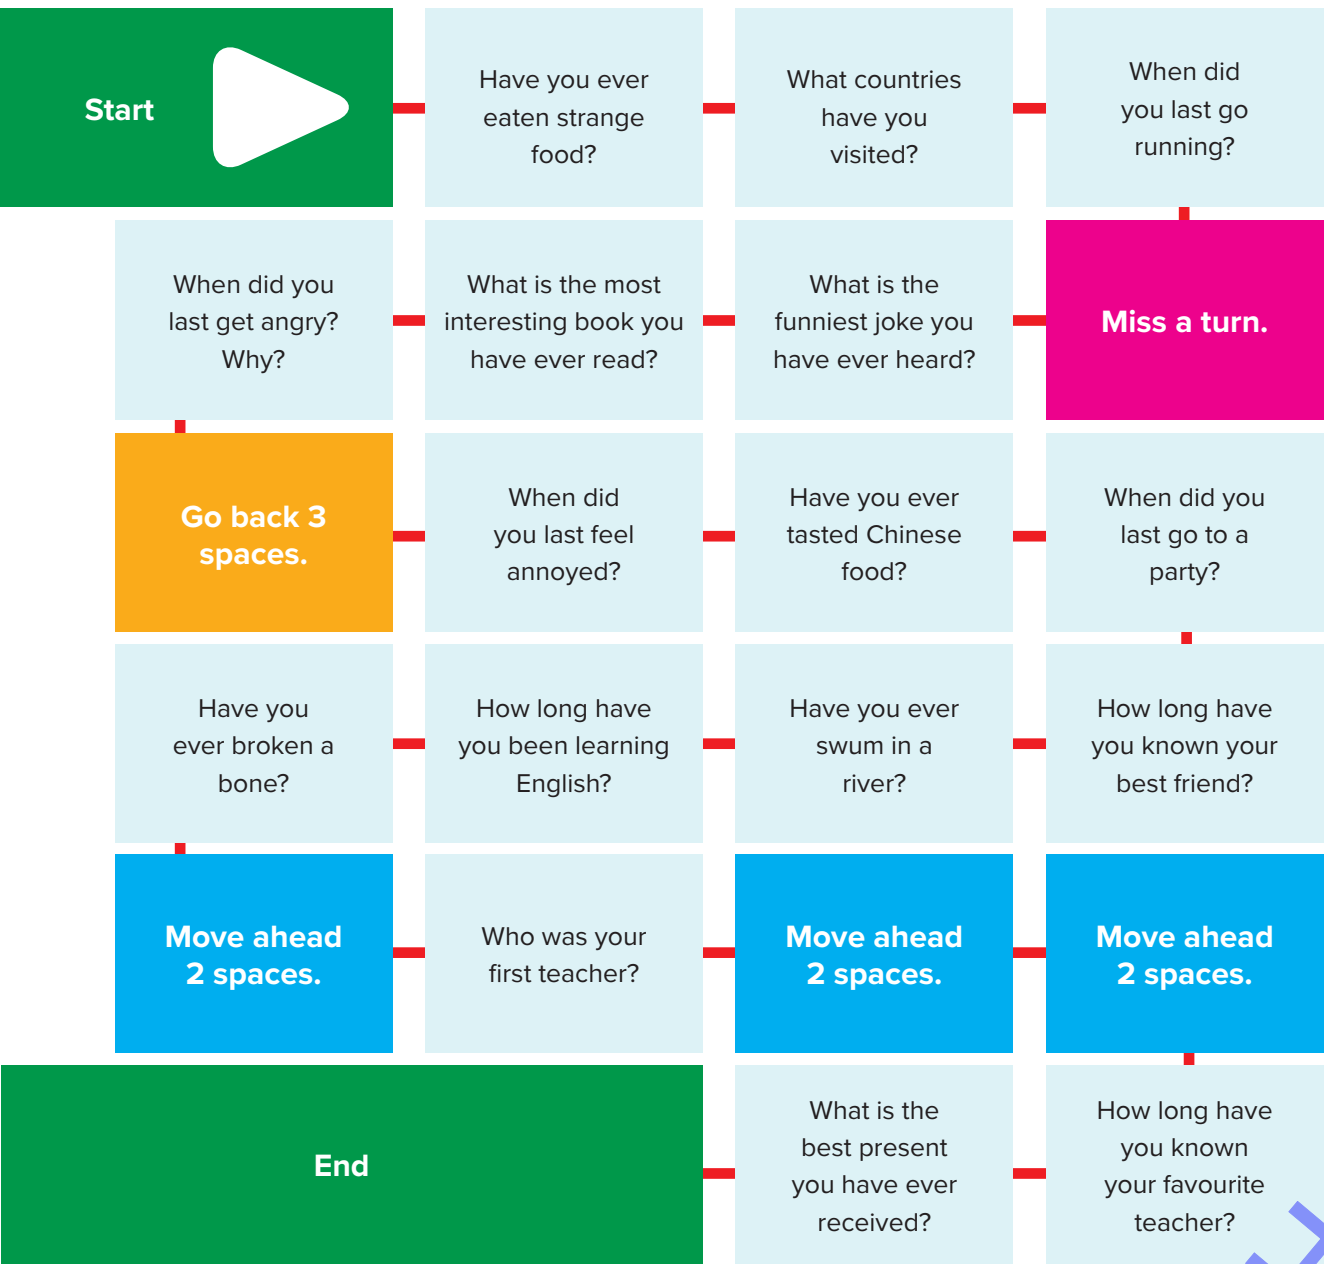 Start
Have you ever
eaten strange
food?
What countries
have you
visited?
When did
you last go
running?
When did you
last get angry?
Why?
What is the most
interesting book you
have ever read?
What is the
funniest joke you
have ever heard?
Miss a turn.
Go back 3
spaces.
When did
you last feel
annoyed?
Have you ever
tasted Chinese
food?
When did you
last go to a
party?
Have you
ever broken a
bone?
How long have
you been learning
English?
Have you ever
swum in a
river?
How long have
you known your
best friend?
Move ahead
2 spaces.
Who was your
first teacher?
Move ahead
2 spaces.
Move ahead
2 spaces.
End
What is the
best present
you have ever
received?
How long have
you known
your favourite
teacher?